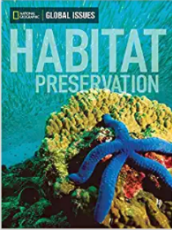 NATIONAL GEOGRAPHIC
GLOBAL ISSUES
HABITAT
PRESERVATION